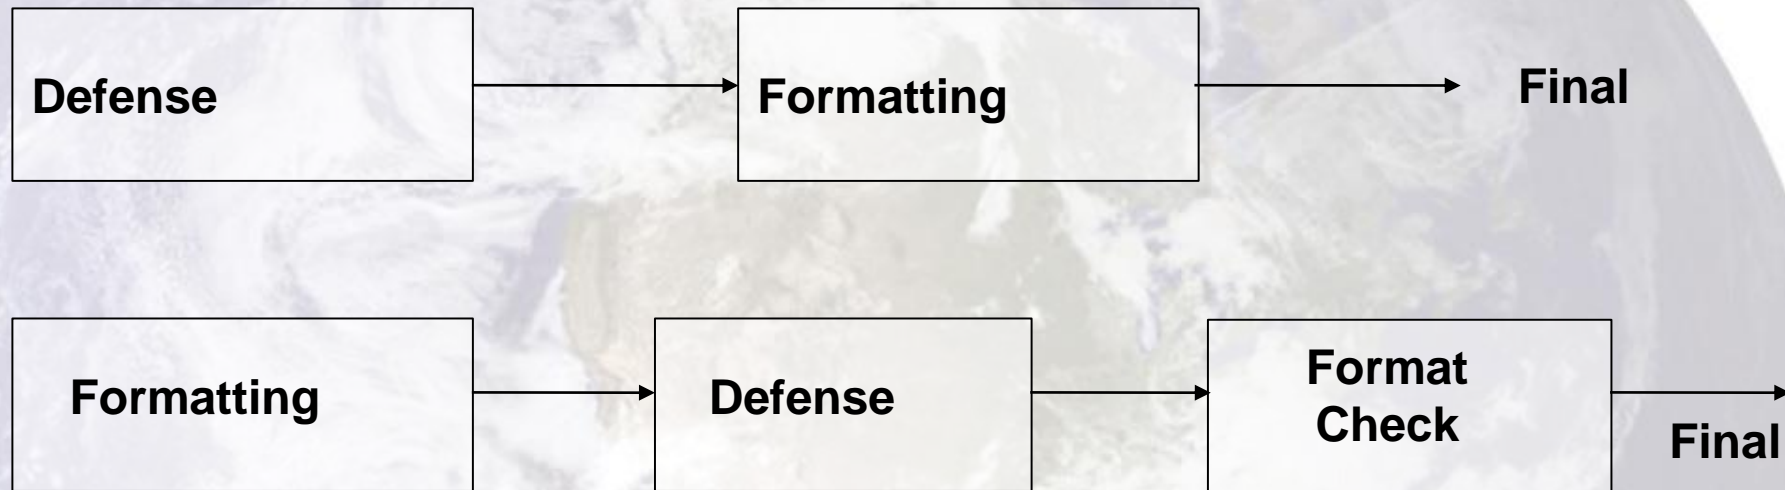 Defense
Formatting
Final
Formatting
Defense
Format
Check
Final